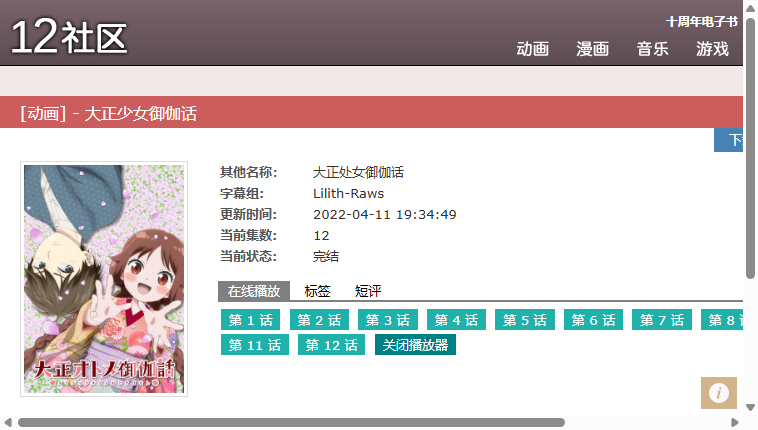 12社区
十周年电子书
动画 漫画 音乐 游戏
[动画] - 大正少女御伽话
下
其他名称: 大正处女御伽话
字幕组: Lilith-Raws
更新时间: 2022-04-11 19:34:49
当前集数: 12
当前状态: 完结
在线播放 标签 短评
第 1 话 第 2 话 第 3 话 第 4 话 第 5 话 第 6 话 第 7 话 第 8
第 11 话 第 12 话 关闭播放器
大正オトメ御伽話
i